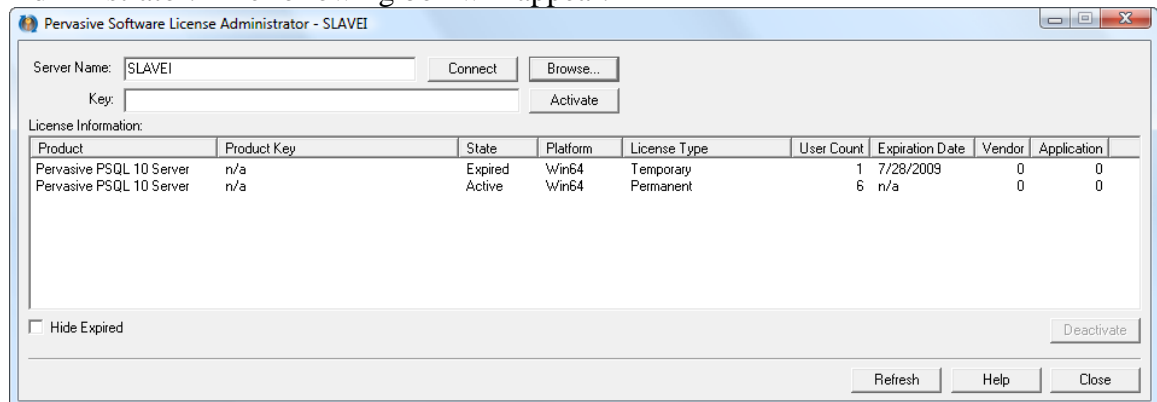 Pervasive Software License Administrator - SLAVEI
Server Name: SLAVEI Connect Browse...
Key: Activate
License Information:
Product Product Key State Platform License Type User Count Expiration Date Vendor Application
Pervasive PSQL 10 Server n/a Expired Win64 Temporary 1 7/28/2009 0 0
Pervasive PSQL 10 Server n/a Active Win64 Permanent 6 n/a 0 0
Hide Expired Deactivate
Refresh Help Close